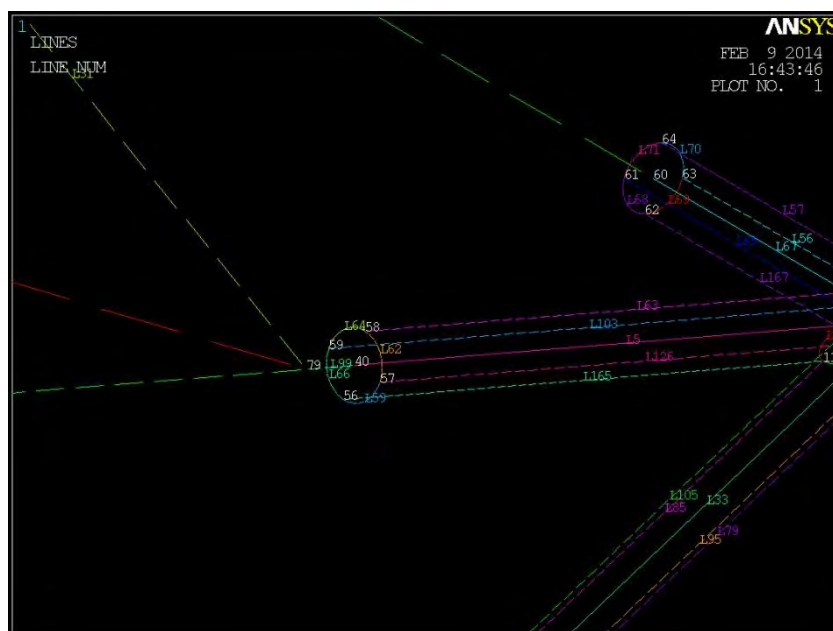 1
LINES
LINE NUM
L31
ANSYS
FEB 9 2014
16:43:46
PLOT NO. 1
64
L71
L70
61
60
63
L68
L69
62
L57
L56
L67
L167
L63
L64
58
L103
59
L62
L5
79
L99
40
L126
L66
57
L165
56
L59
L105
L33
L85
L79
L95